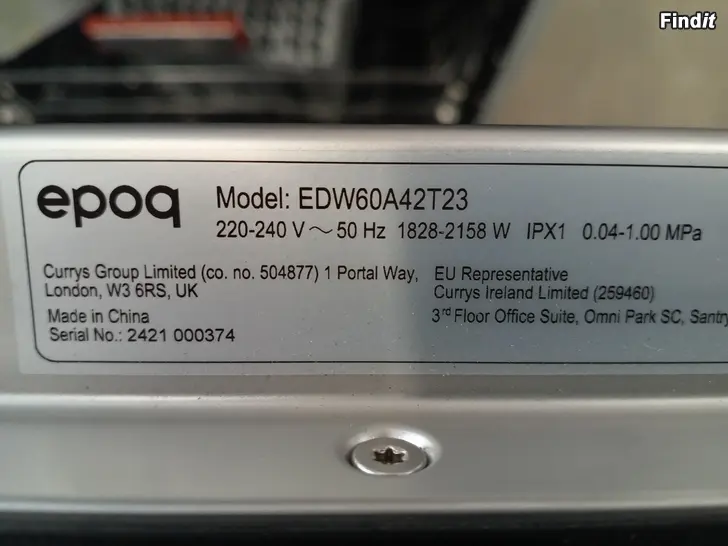 Findit
epoq
Model: EDW60A42T23
220-240 V ~ 50 Hz 1828-2158 W IPX1 0.04-1.00 MPa
Currys Group Limited (co. no. 504877) 1 Portal Way,
London, W3 6RS, UK
Made in China
Serial No.: 2421 000374
EU Representative
Currys Ireland Limited (259460)
3rd Floor Office Suite, Omni Park SC, Santry